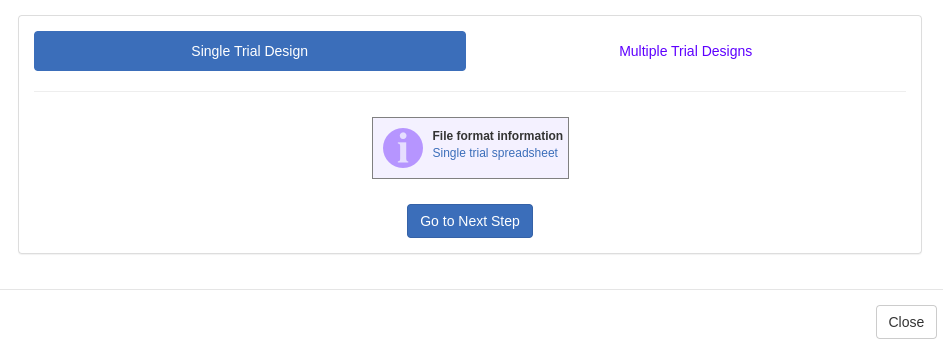 Single Trial Design
Multiple Trial Designs
File format information
Single trial spreadsheet
Go to Next Step
Close